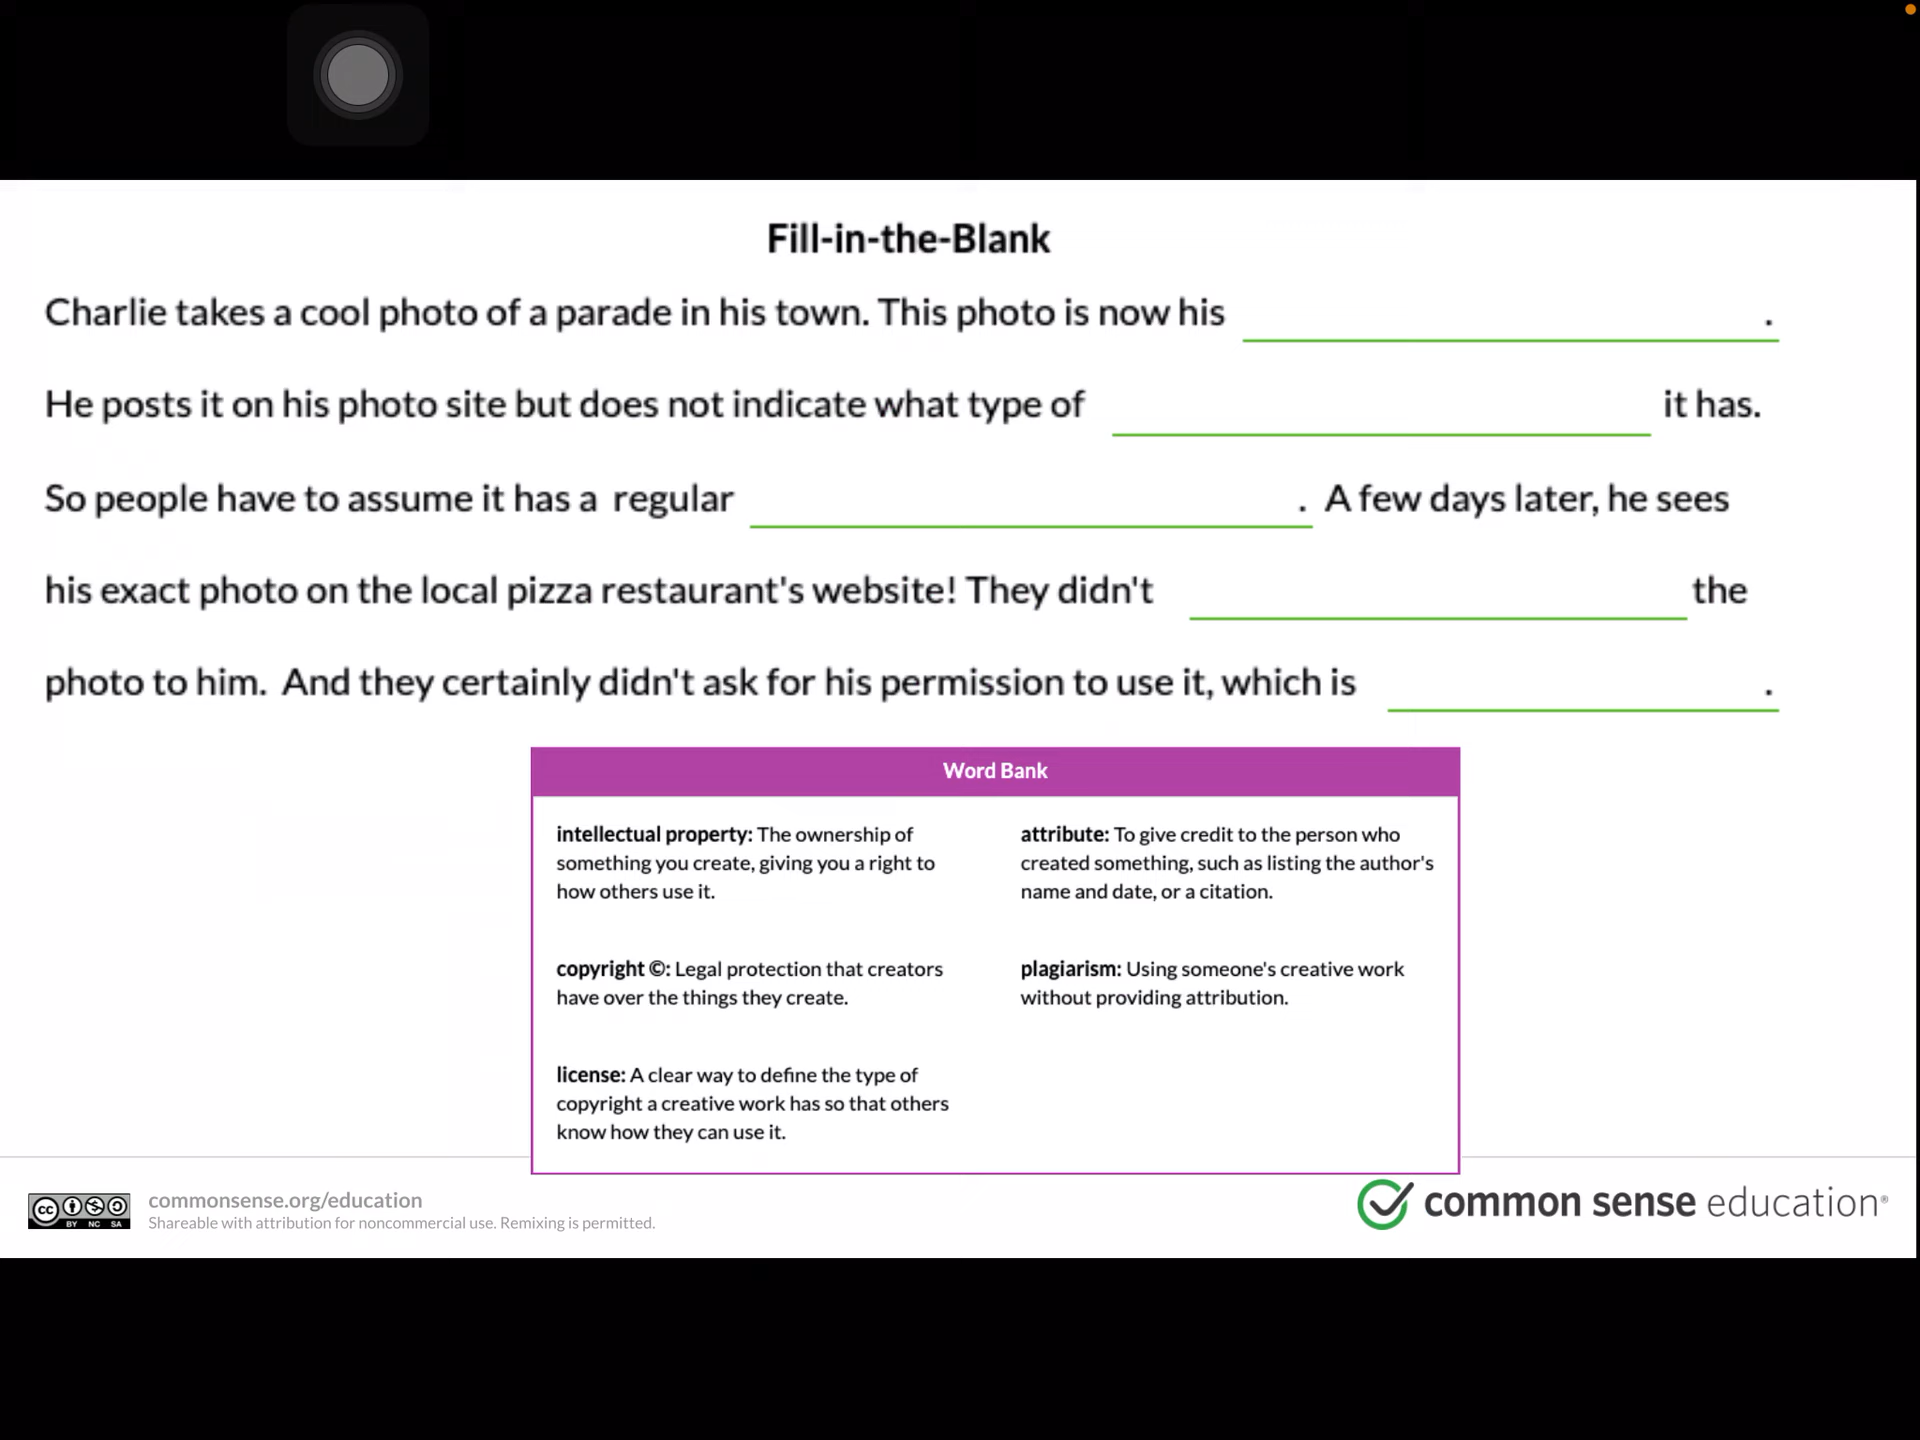 Fill-in-the-Blank
Charlie takes a cool photo of a parade in his town. This photo is now his .
He posts it on his photo site but does not indicate what type of it has.
So people have to assume it has a regular . A few days later, he sees
his exact photo on the local pizza restaurant's website! They didn't the
photo to him. And they certainly didn't ask for his permission to use it, which is .
Word Bank
intellectual property: The ownership of
something you create, giving you a right to
how others use it.
copyright ©: Legal protection that creators
have over the things they create.
license: A clear way to define the type of
copyright a creative work has so that others
know how they can use it.
attribute: To give credit to the person who
created something, such as listing the author's
name and date, or a citation.
plagiarism: Using someone's creative work
without providing attribution.
cc BY NC SA
commonsense.org/education
Shareable with attribution for noncommercial use. Remixing is permitted.
common sense education®